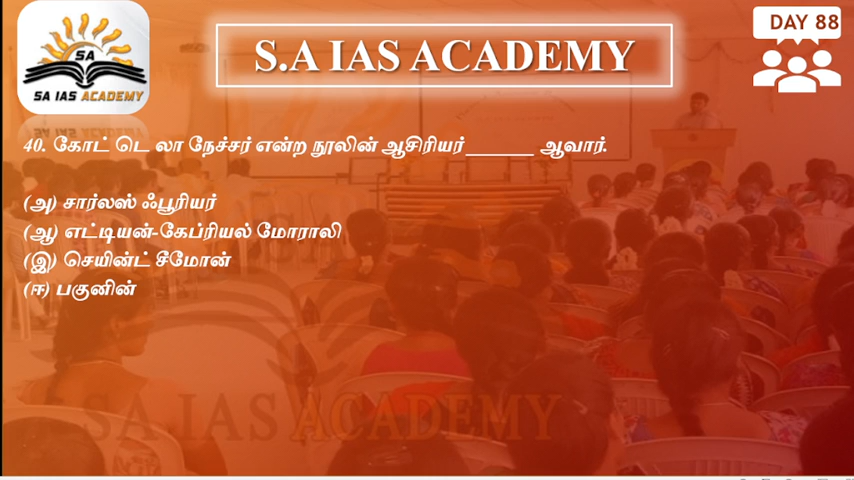 DAY 88
S.A IAS ACADEMY
SA
SA IAS ACADEMY
40. கோட் டெ லா நேச்சர் என்ற நூலின் ஆசிரியர்_______ ஆவார்.
(அ) சார்லஸ் ஃபூரியர்
(ஆ) எட்டியன்-கேப்ரியல் மோராலி
(இ) செயின்ட் சீமோன்
(ஈ) பகுனின்
SA IAS ACADEMY